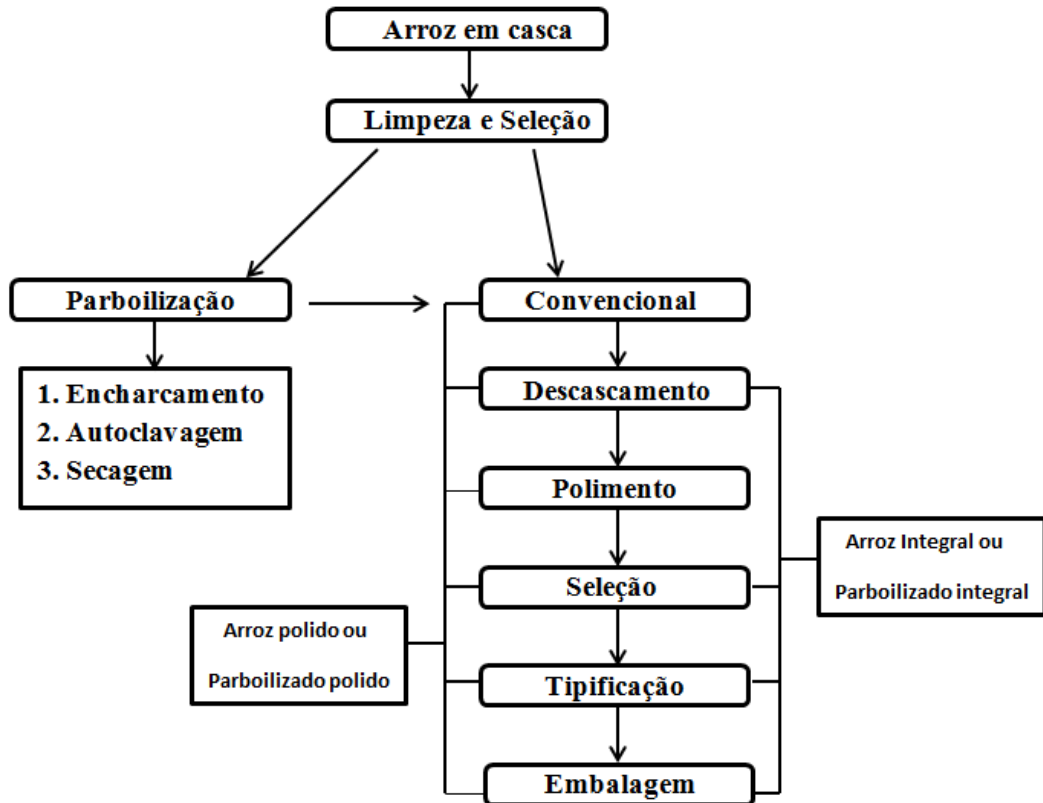 Arroz em casca
Limpeza e Seleção
Parboilização
Convencional
1. Encharcamento
2. Autoclavagem
3. Secagem
Descascamento
Polimento
Arroz Integral ou
Parboilizado integral
Seleção
Arroz polido ou
Parboilizado polido
Tipificação
Embalagem